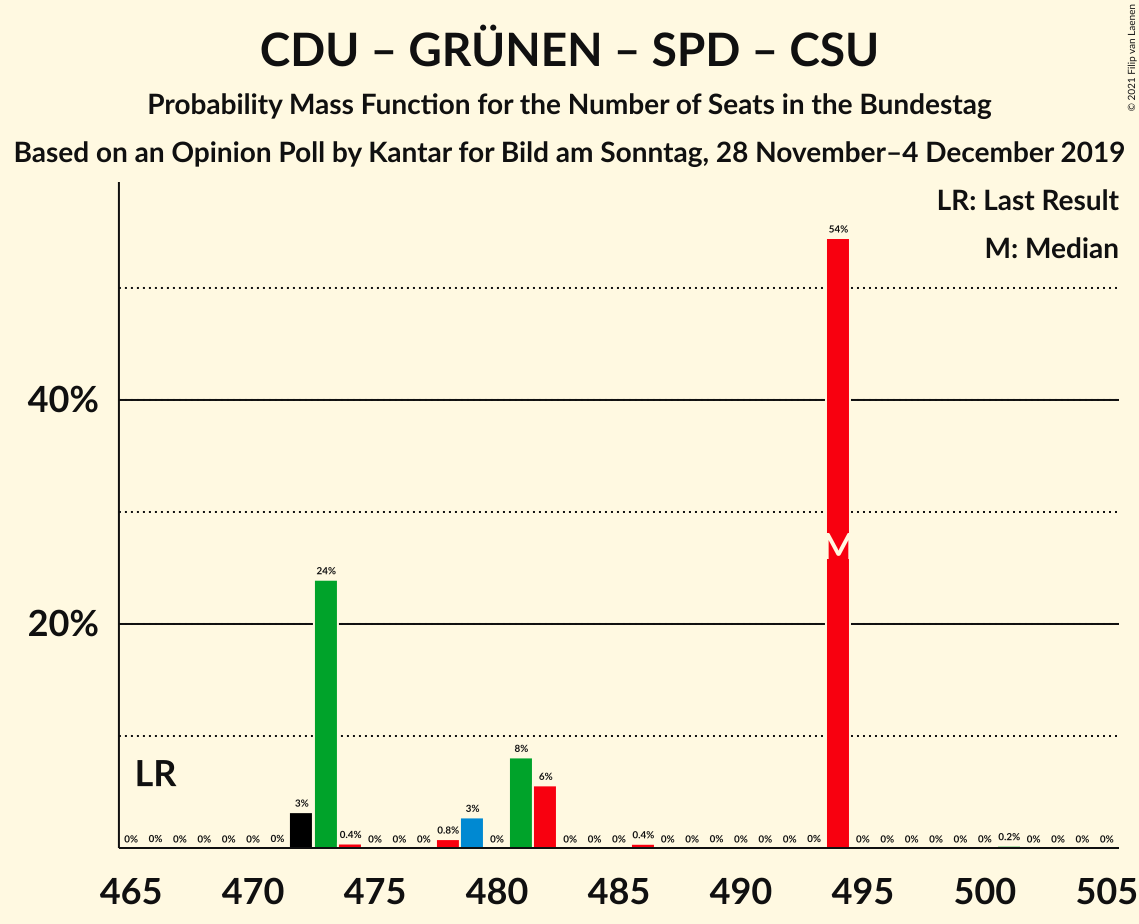 CDU – GRÜNEN – SPD – CSU
Probability Mass Function for the Number of Seats in the Bundestag
Based on an Opinion Poll by Kantar for Bild am Sonntag, 28 November–4 December 2019
© 2021 Filip van Laenen
LR: Last Result
M: Median
40%
20%
LR
M
0% 0% 0% 0% 0% 0% 0% 3% 24% 0.4% 0% 0% 0% 0.8% 3% 0% 8% 6% 0% 0% 0% 0.4% 0% 0% 0% 0% 0% 0% 0% 54% 0% 0% 0% 0% 0% 0% 0.2% 0% 0% 0% 0%
465 470 475 480 485 490 495 500 505